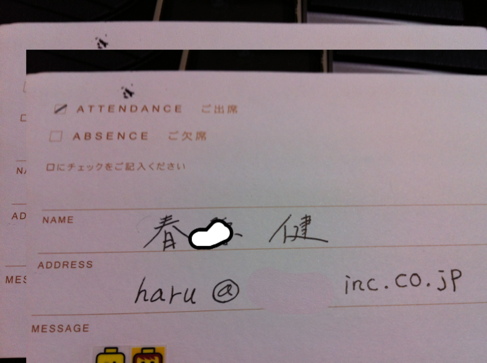 ATTENDANCE ご出席
ABSENCE ご欠席
□にチェックをご記入ください
NAME
春 健
ADDRESS
haru@ inc.co.jp
MESSAGE